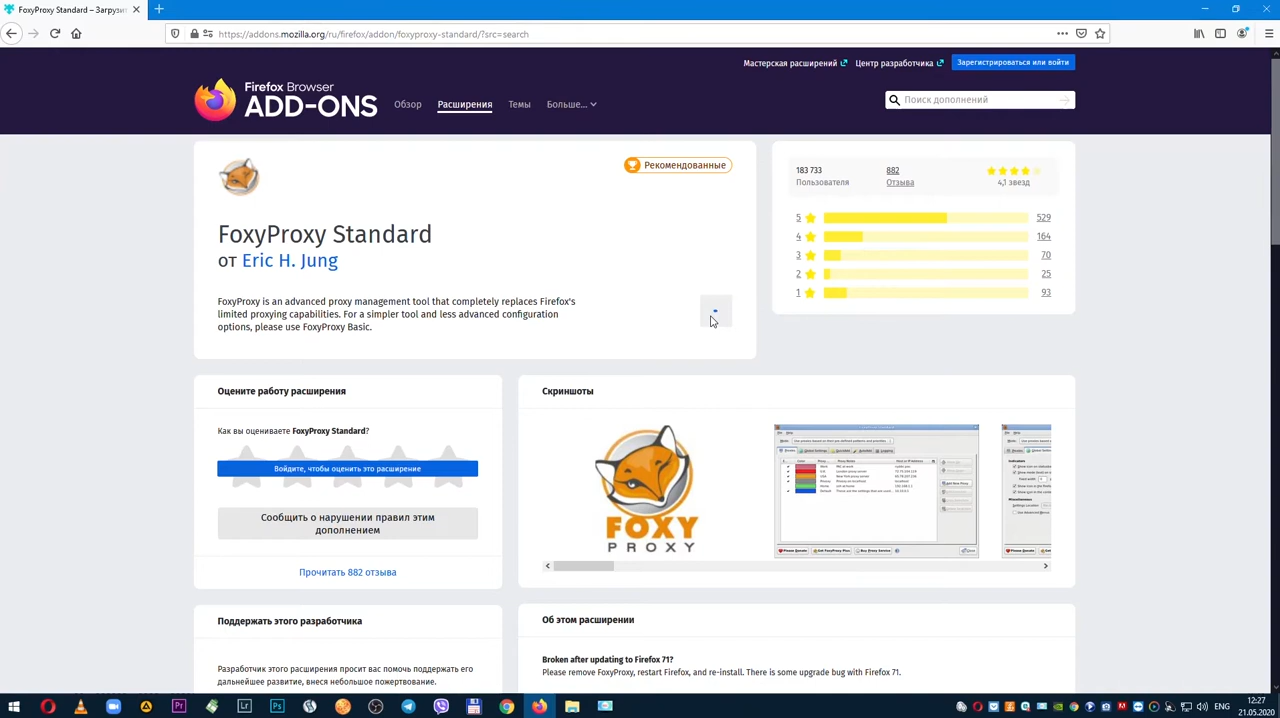 FoxyProxy Standard – Загрузит
https://addons.mozilla.org/ru/firefox/addon/foxyproxy-standard/?src=search
Мастерская расширений
Центр разработчика
Зарегистрироваться или войти
Firefox Browser
ADD-ONS
Обзор
Расширения
Темы
Больше...
Поиск дополнений
Рекомендованные
FoxyProxy Standard
от Eric H. Jung
FoxyProxy is an advanced proxy management tool that completely replaces Firefox's
limited proxying capabilities. For a simpler tool and less advanced configuration
options, please use FoxyProxy Basic.
183 733
Пользователя
882
Отзыва
4,1 звезд
5 529
4 164
3 70
2 25
1 93
Оцените работу расширения
Как вы оцениваете FoxyProxy Standard?
Войдите, чтобы оценить это расширение
Сообщить о нарушении правил этим
дополнением
Прочитать 882 отзыва
Скриншоты
FOXY
PROXY
Поддержать этого разработчика
Разработчик этого расширения просит вас помочь поддержать его
дальнейшее развитие, внеся небольшое пожертвование.
Об этом расширении
Broken after updating to Firefox 71?
Please remove FoxyProxy, restart Firefox, and re-install. There is some upgrade bug with Firefox 71.
ENG
12:27
21.05.2020